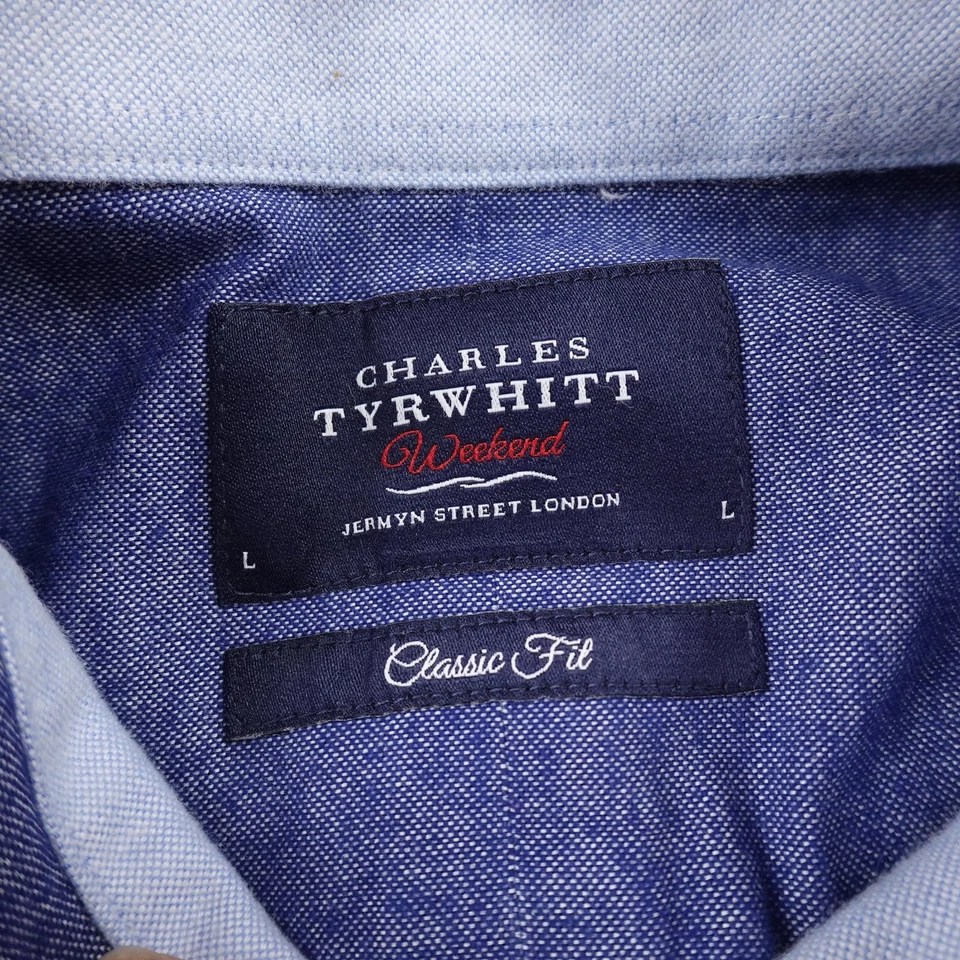 CHARLES
TYRWHITT
Weekend
JERMYN STREET LONDON
L
L
Classic Fit